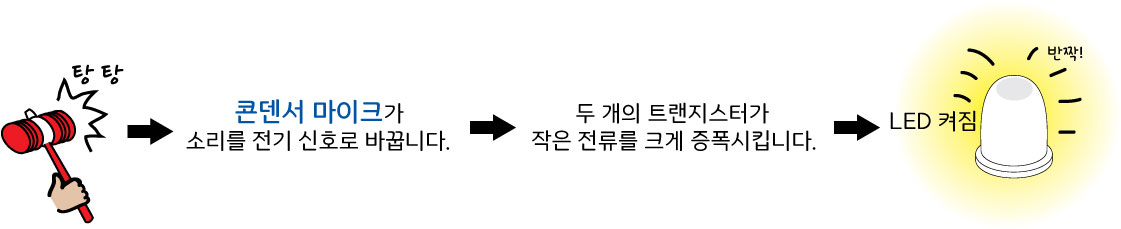 탕 탕
콘덴서 마이크가
소리를 전기 신호로 바꿉니다.
두 개의 트랜지스터가
작은 전류를 크게 증폭시킵니다.
LED 켜짐
반짝!